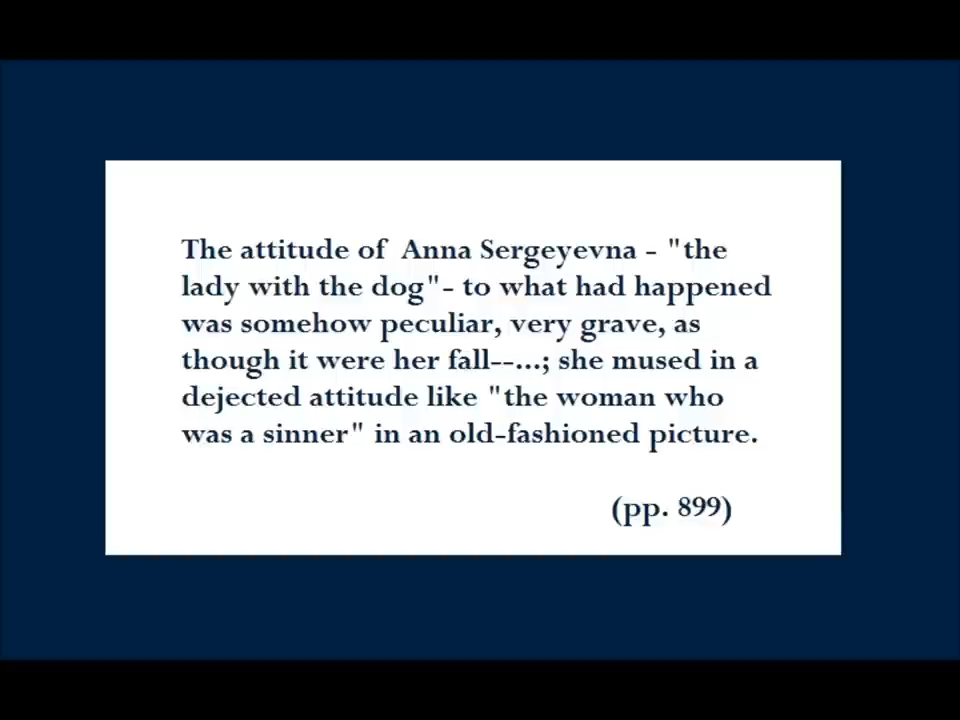 The attitude of Anna Sergeyevna - "the
lady with the dog"- to what had happened
was somehow peculiar, very grave, as
though it were her fall--...; she mused in a
dejected attitude like "the woman who
was a sinner" in an old-fashioned picture.
(pp. 899)